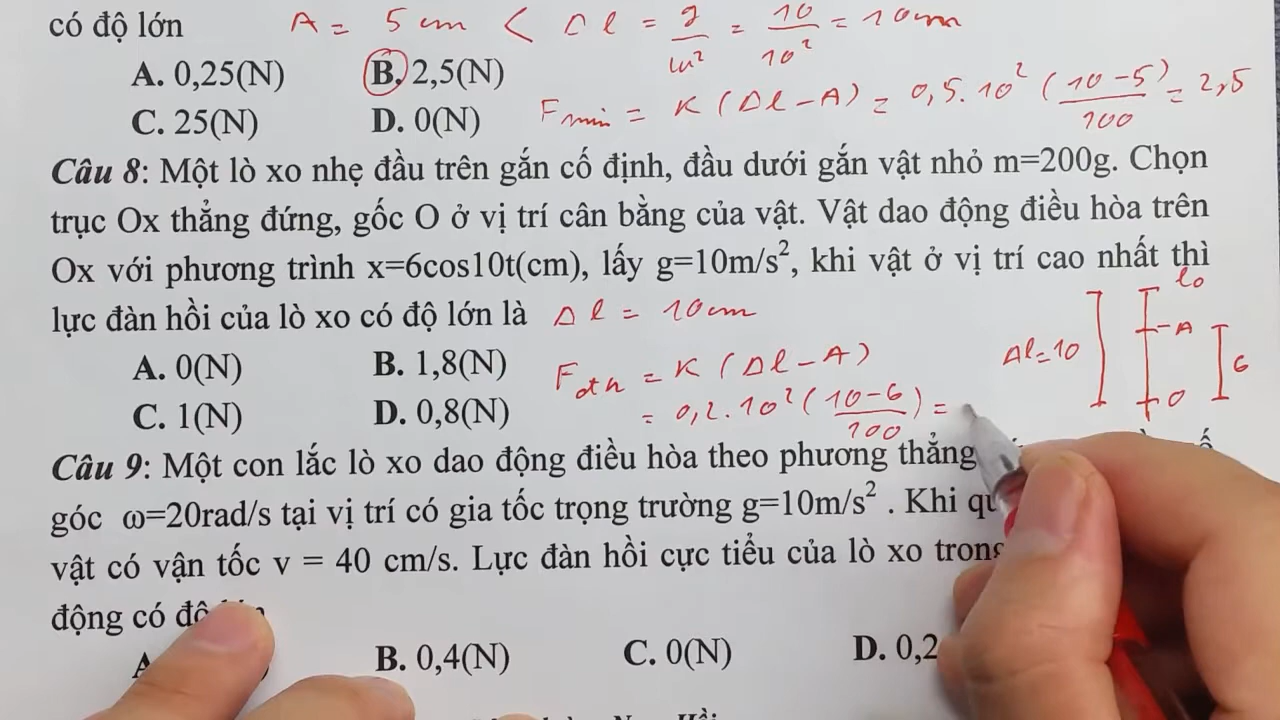 có độ lớn A = 5 cm < Δl = g/ω² = 10/10² = 10cm
A. 0,25(N) B. 2,5(N)
C. 25(N) D. 0(N) Fmin = K (Δl – A) = 0,5.10² (10–5)/100 = 2,5
Câu 8: Một lò xo nhẹ đầu trên gắn cố định, đầu dưới gắn vật nhỏ m=200g. Chọn
trục Ox thẳng đứng, gốc O ở vị trí cân bằng của vật. Vật dao động điều hòa trên
Ox với phương trình x=6cos10t(cm), lấy g=10m/s², khi vật ở vị trí cao nhất thì
lực đàn hồi của lò xo có độ lớn là Δl = 10cm
l₀
-A
Δl=10
6
O
A. 0(N) B. 1,8(N) Fđh = K (Δl – A)
C. 1(N) D. 0,8(N) = 0,2.10² (10–6)/100 =
Câu 9: Một con lắc lò xo dao động điều hòa theo phương thẳng
góc ω=20rad/s tại vị trí có gia tốc trọng trường g=10m/s² . Khi
vật có vận tốc v = 40 cm/s. Lực đàn hồi cực tiểu của lò xo
động có
B. 0,4(N) C. 0(N) D. 0,2